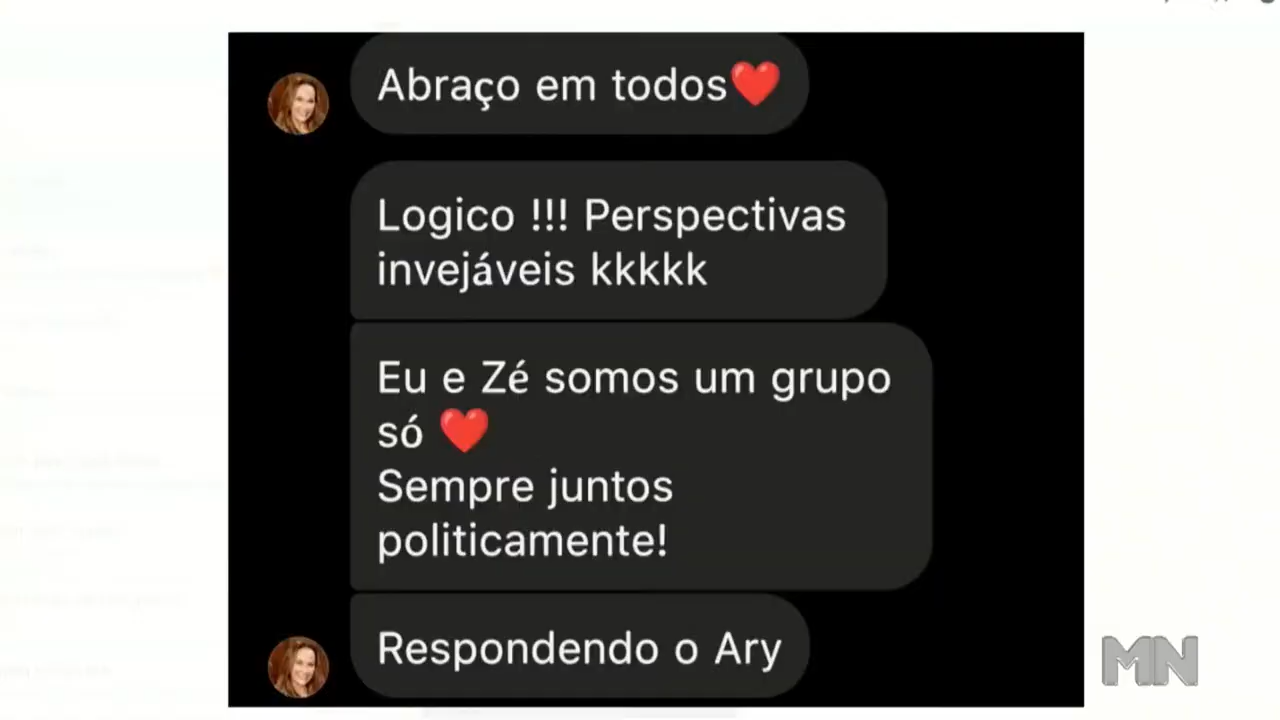 Abraço em todos❤️
Logico !!! Perspectivas
invejáveis kkkkk
Eu e Zé somos um grupo
só ❤️
Sempre juntos
politicamente!
Respondendo o Ary
MN